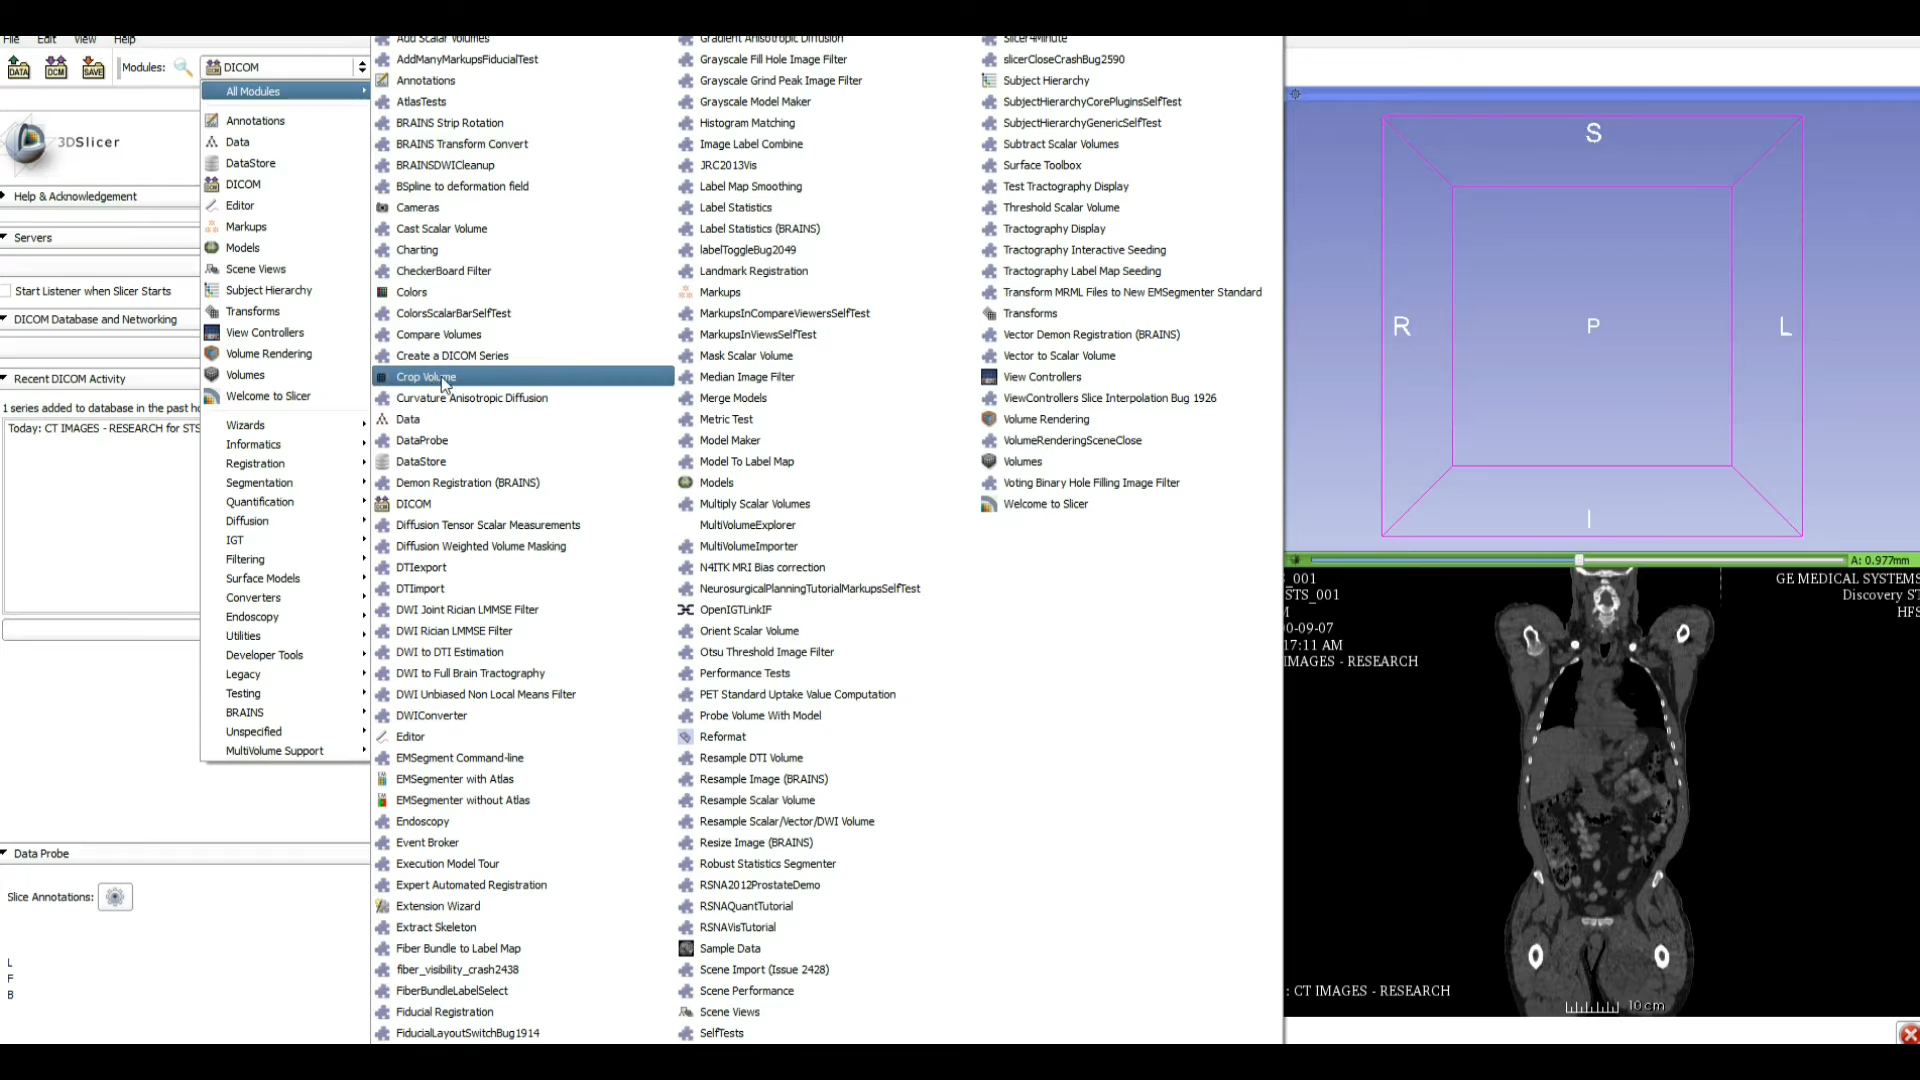 File Edit View Help
DATA DCM SAVE Modules: DICOM
3DSlicer
Help & Acknowledgement
Servers
Start Listener when Slicer Starts
DICOM Database and Networking
Recent DICOM Activity
1 series added to database in the past ho
Today: CT IMAGES - RESEARCH for STS
Data Probe
Slice Annotations:
L
F
B
All Modules
Annotations
Data
DataStore
DICOM
Editor
Markups
Models
Scene Views
Subject Hierarchy
Transforms
View Controllers
Volume Rendering
Volumes
Welcome to Slicer
Wizards
Informatics
Registration
Segmentation
Quantification
Diffusion
IGT
Filtering
Surface Models
Converters
Endoscopy
Utilities
Developer Tools
Legacy
Testing
BRAINS
Unspecified
MultiVolume Support
Add Scalar Volumes
AddManyMarkupsFiducialTest
Annotations
AtlasTests
BRAINS Strip Rotation
BRAINS Transform Convert
BRAINSDWICleanup
BSpline to deformation field
Cameras
Cast Scalar Volume
Charting
CheckerBoard Filter
Colors
ColorsScalarBarSelfTest
Compare Volumes
Create a DICOM Series
Crop Volume
Curvature Anisotropic Diffusion
Data
DataProbe
DataStore
Demon Registration (BRAINS)
DICOM
Diffusion Tensor Scalar Measurements
Diffusion Weighted Volume Masking
DTIexport
DTIimport
DWI Joint Rician LMMSE Filter
DWI Rician LMMSE Filter
DWI to DTI Estimation
DWI to Full Brain Tractography
DWI Unbiased Non Local Means Filter
DWIConverter
Editor
EMSegment Command-line
EMSegmenter with Atlas
EMSegmenter without Atlas
Endoscopy
Event Broker
Execution Model Tour
Expert Automated Registration
Extension Wizard
Extract Skeleton
Fiber Bundle to Label Map
fiber_visibility_crash2438
FiberBundleLabelSelect
Fiducial Registration
FiducialLayoutSwitchBug1914
Gradient Anisotropic Diffusion
Grayscale Fill Hole Image Filter
Grayscale Grind Peak Image Filter
Grayscale Model Maker
Histogram Matching
Image Label Combine
JRC2013Vis
Label Map Smoothing
Label Statistics
Label Statistics (BRAINS)
labelToggleBug2049
Landmark Registration
Markups
MarkupsInCompareViewersSelfTest
MarkupsInViewsSelfTest
Mask Scalar Volume
Median Image Filter
Merge Models
Metric Test
Model Maker
Model To Label Map
Models
Multiply Scalar Volumes
MultiVolumeExplorer
MultiVolumeImporter
N4ITK MRI Bias correction
NeurosurgicalPlanningTutorialMarkupsSelfTest
OpenIGTLinkIF
Orient Scalar Volume
Otsu Threshold Image Filter
Performance Tests
PET Standard Uptake Value Computation
Probe Volume With Model
Reformat
Resample DTI Volume
Resample Image (BRAINS)
Resample Scalar Volume
Resample Scalar/Vector/DWI Volume
Resize Image (BRAINS)
Robust Statistics Segmenter
RSNA2012ProstateDemo
RSNAQuantTutorial
RSNAVisTutorial
Sample Data
Scene Import (Issue 2428)
Scene Performance
Scene Views
SelfTests
Slicer4Minute
slicerCloseCrashBug2590
Subject Hierarchy
SubjectHierarchyCorePluginsSelfTest
SubjectHierarchyGenericSelfTest
Subtract Scalar Volumes
Surface Toolbox
Test Tractography Display
Threshold Scalar Volume
Tractography Display
Tractography Interactive Seeding
Tractography Label Map Seeding
Transform MRML Files to New EMSegmenter Standard
Transforms
Vector Demon Registration (BRAINS)
Vector to Scalar Volume
View Controllers
ViewControllers Slice Interpolation Bug 1926
Volume Rendering
VolumeRenderingSceneClose
Volumes
Voting Binary Hole Filling Image Filter
Welcome to Slicer
S
R P L
I
A: 0.977mm
_001 GE MEDICAL SYSTEMS
STS_001 Discovery ST
M HFS
0-09-07
17:11 AM
IMAGES - RESEARCH
: CT IMAGES - RESEARCH
10 cm